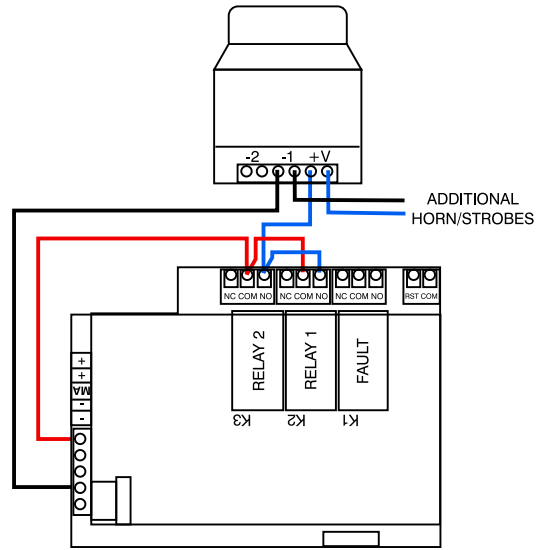 -2 -1 +V
ADDITIONAL
HORN/STROBES
NC COM NO NC COM NO NC COM NO RST COM
RELAY 2
RELAY 1
FAULT
K3
K2
K1
+
+
MA
-
-